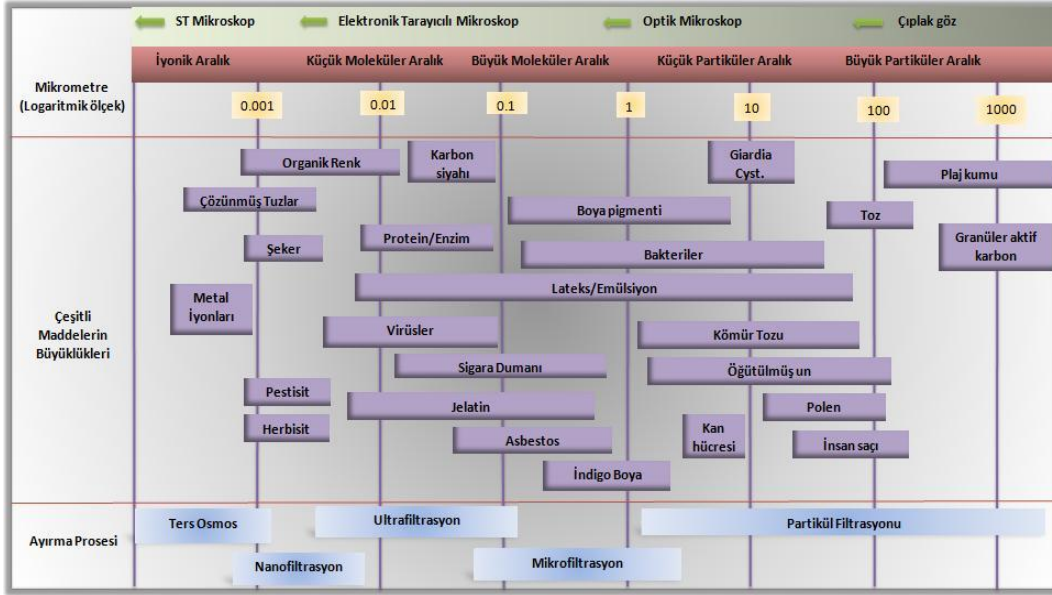 ST Mikroskop
Elektronik Tarayıcılı Mikroskop
Optik Mikroskop
Çıplak göz
İyonik Aralık
Küçük Moleküler Aralık
Büyük Moleküler Aralık
Küçük Partiküler Aralık
Büyük Partiküler Aralık
Mikrometre
(Logaritmik ölçek)
0.001
0.01
0.1
1
10
100
1000
Çeşitli
Maddelerin
Büyüklükleri
Organik Renk
Karbon
siyahı
Giardia
Cyst.
Plaj kumu
Çözünmüş Tuzlar
Boya pigmenti
Toz
Şeker
Protein/Enzim
Bakteriler
Granüler aktif
karbon
Metal
İyonları
Lateks/Emülsiyon
Virüsler
Kömür Tozu
Sigara Dumanı
Öğütülmüş un
Pestisit
Jelatin
Polen
Herbisit
Asbestos
Kan
hücresi
İnsan saçı
İndigo Boya
Ayırma Prosesi
Ters Osmos
Ultrafiltrasyon
Partikül Filtrasyonu
Nanofiltrasyon
Mikrofiltrasyon